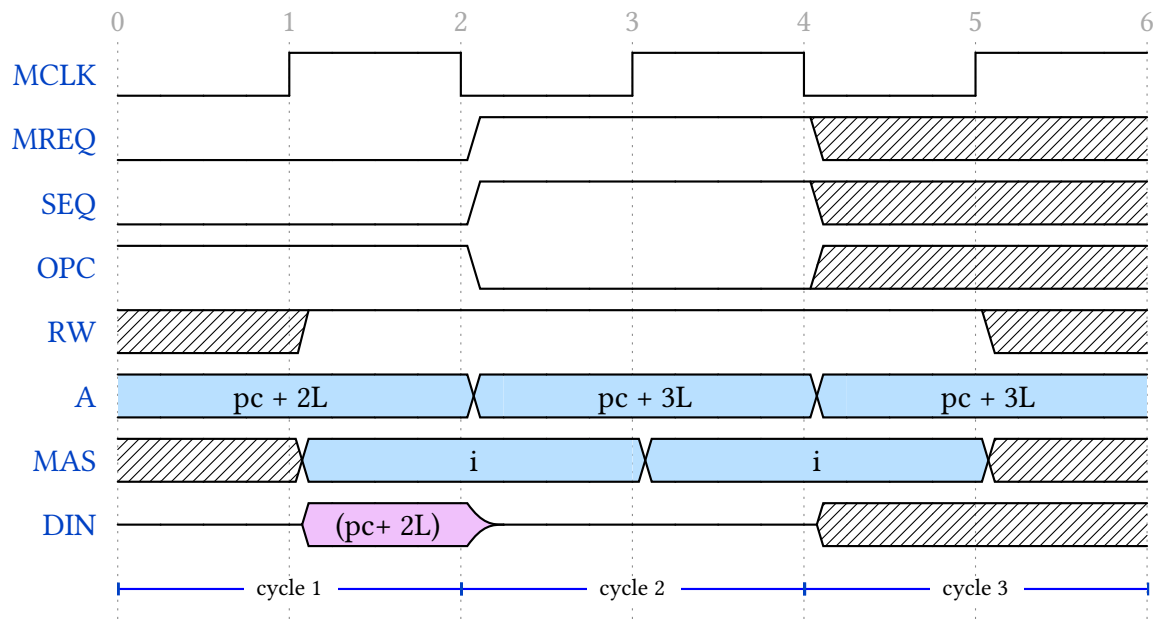 0 1 2 3 4 5 6
MCLK
MREQ
SEQ
OPC
RW
A pc + 2L pc + 3L pc + 3L
MAS i i
DIN (pc+ 2L)
cycle 1 cycle 2 cycle 3